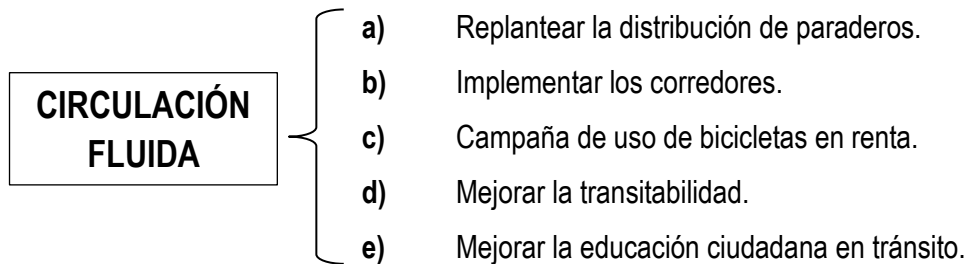 CIRCULACIÓN
FLUIDA
a) Replantear la distribución de paraderos.
b) Implementar los corredores.
c) Campaña de uso de bicicletas en renta.
d) Mejorar la transitabilidad.
e) Mejorar la educación ciudadana en tránsito.